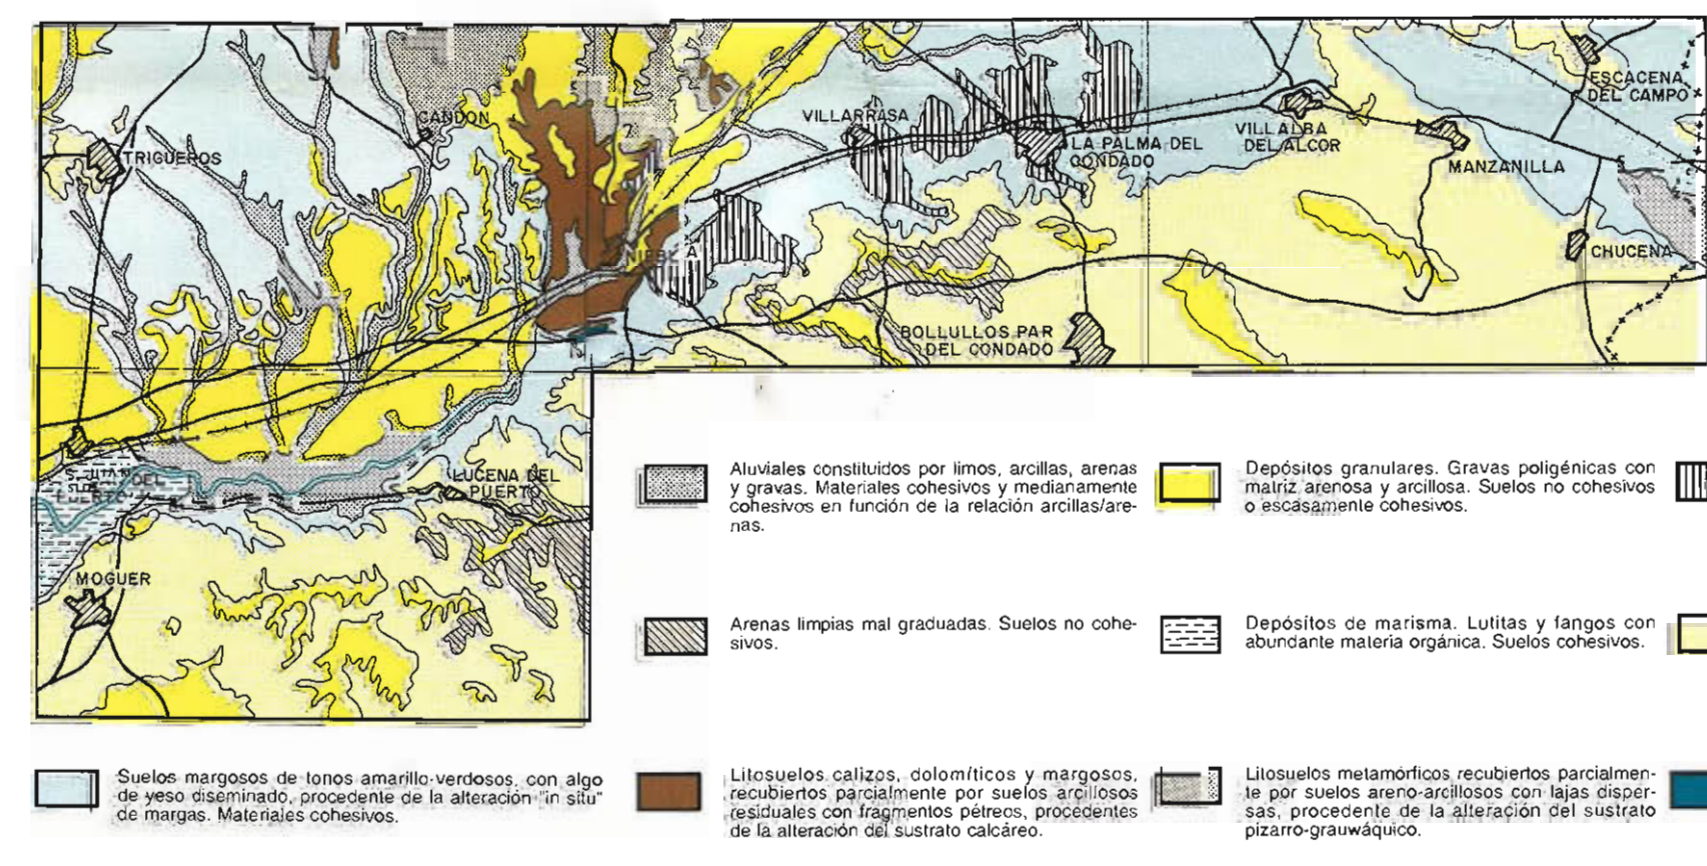 ESCACENA
DEL CAMPO
CANDON
VILLARRASA
TRIGUEROS
LA PALMA DEL
CONDADO
VILLALBA
DEL ALCOR
MANZANILLA
CHUCENA
A
BOLLULLOS PAR
DEL CONDADO
LUCENA DEL
PUERTO
MOGUER
Aluviales constituidos por limos, arcillas, arenas
y gravas. Materiales cohesivos y medianamente
cohesivos en función de la relación arcillas/are-
nas.
Depósitos granulares. Gravas poligénicas con
matriz arenosa y arcillosa. Suelos no cohesivos
o escasamente cohesivos.
Arenas limpias mal graduadas. Suelos no cohe-
sivos.
Depósitos de marisma. Lutitas y fangos con
abundante materia orgánica. Suelos cohesivos.
Suelos margosos de tonos amarillo-verdosos, con algo
de yeso diseminado, procedente de la alteración "in situ"
de margas. Materiales cohesivos.
Litosuelos calizos, dolomíticos y margosos,
recubiertos parcialmente por suelos arcillosos
residuales con fragmentos pétreos, procedentes
de la alteración del sustrato calcáreo.
Litosuelos metamórficos recubiertos parcialmen-
te por suelos areno-arcillosos con lajas disper-
sas, procedente de la alteración del sustrato
pizarro-grauwáquico.